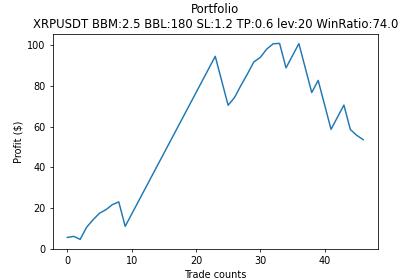 Portfolio
XRPUSDT BBM:2.5 BBL:180 SL:1.2 TP:0.6 lev:20 WinRatio:74.0
100
80
60
40
20
0
Profit ($)
0 10 20 30 40
Trade counts